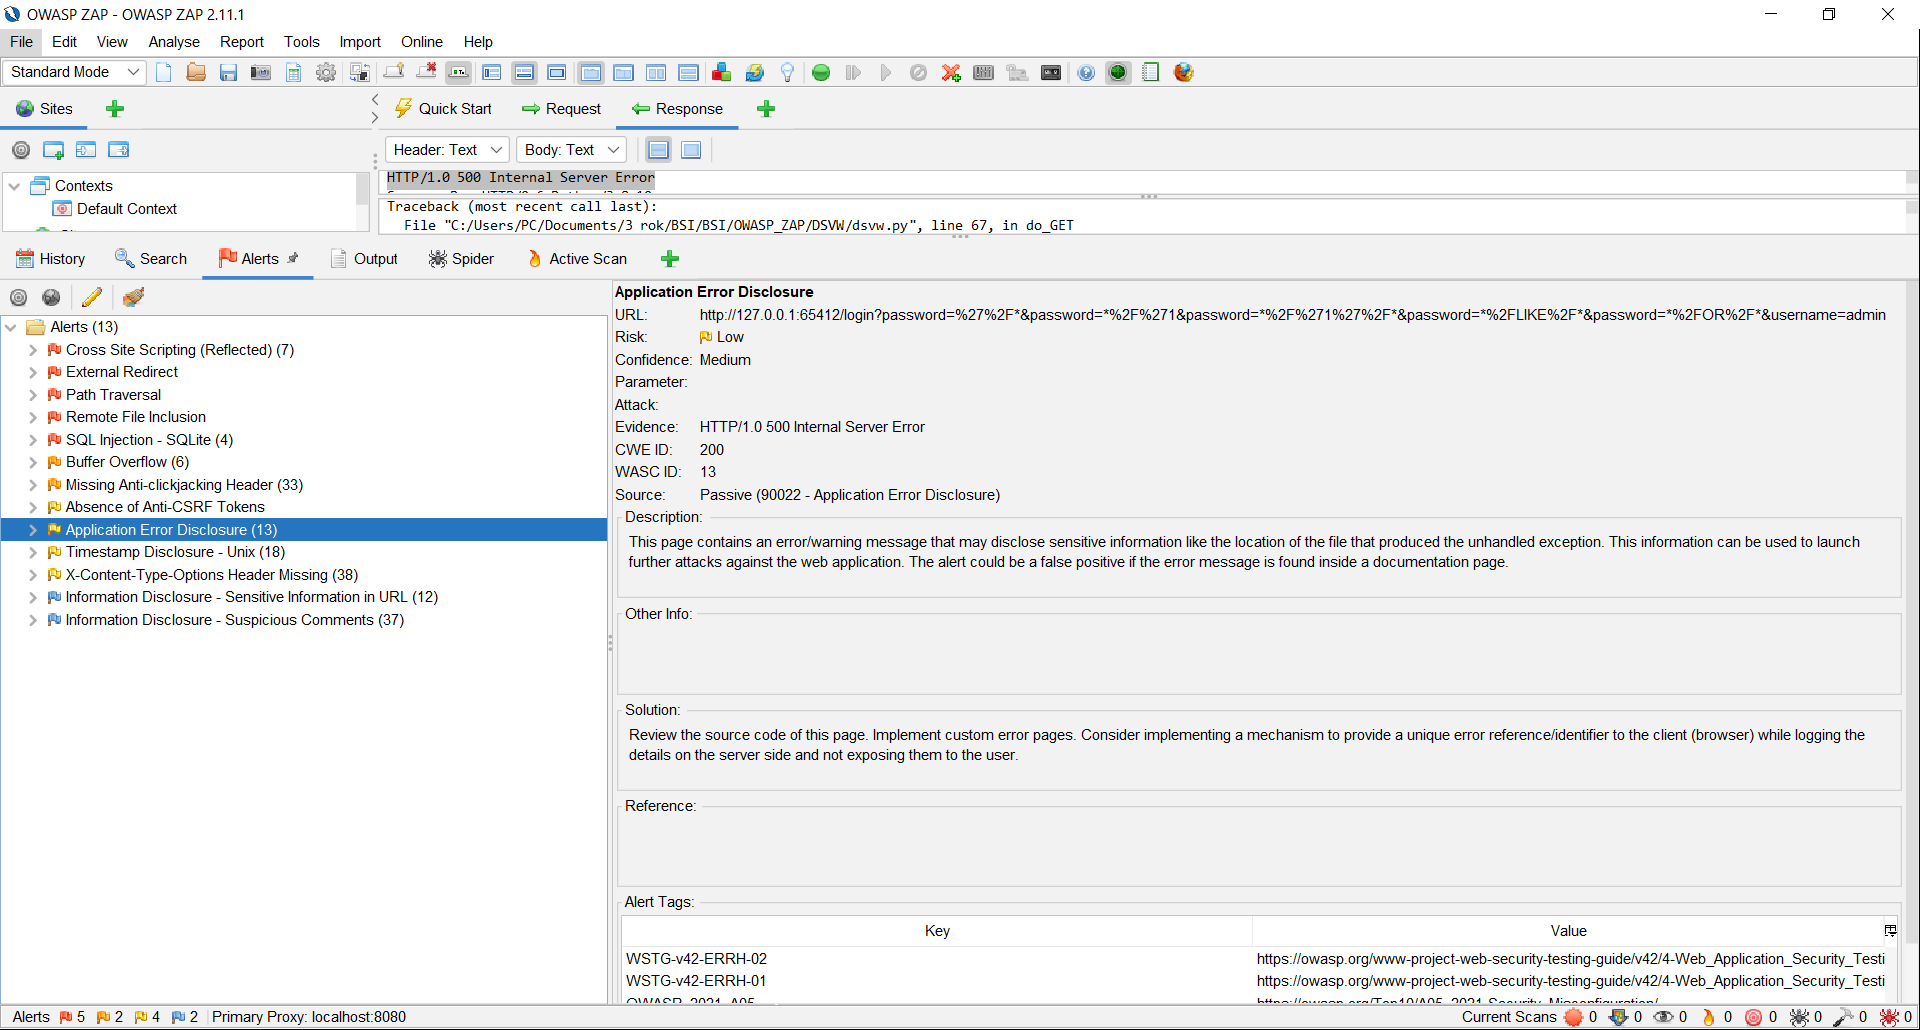 OWASP ZAP - OWASP ZAP 2.11.1
File Edit View Analyse Report Tools Import Online Help
Standard Mode
Sites
Quick Start Request Response
Header: Text Body: Text
Contexts
Default Context
HTTP/1.0 500 Internal Server Error
Traceback (most recent call last):
File "C:/Users/PC/Documents/3 rok/BSI/BSI/OWASP_ZAP/DSVW/dsvw.py", line 67, in do_GET
History Search Alerts Output Spider Active Scan
Alerts (13)
Cross Site Scripting (Reflected) (7)
External Redirect
Path Traversal
Remote File Inclusion
SQL Injection - SQLite (4)
Buffer Overflow (6)
Missing Anti-clickjacking Header (33)
Absence of Anti-CSRF Tokens
Application Error Disclosure (13)
Timestamp Disclosure - Unix (18)
X-Content-Type-Options Header Missing (38)
Information Disclosure - Sensitive Information in URL (12)
Information Disclosure - Suspicious Comments (37)
Application Error Disclosure
URL: http://127.0.0.1:65412/login?password=%27%2F*&password=*%2F%271&password=*%2F%271%27%2F*&password=*%2FLIKE%2F*&password=*%2FOR%2F*&username=admin
Risk: Low
Confidence: Medium
Parameter:
Attack:
Evidence: HTTP/1.0 500 Internal Server Error
CWE ID: 200
WASC ID: 13
Source: Passive (90022 - Application Error Disclosure)
Description:
This page contains an error/warning message that may disclose sensitive information like the location of the file that produced the unhandled exception. This information can be used to launch
further attacks against the web application. The alert could be a false positive if the error message is found inside a documentation page.
Other Info:
Solution:
Review the source code of this page. Implement custom error pages. Consider implementing a mechanism to provide a unique error reference/identifier to the client (browser) while logging the
details on the server side and not exposing them to the user.
Reference:
Alert Tags:
Key Value
WSTG-v42-ERRH-02 https://owasp.org/www-project-web-security-testing-guide/v42/4-Web_Application_Security_Testi
WSTG-v42-ERRH-01 https://owasp.org/www-project-web-security-testing-guide/v42/4-Web_Application_Security_Testi
OWASP_2021_A05 https://owasp.org/Top10/A05_2021-Security_Misconfiguration/
Alerts 5 2 4 2 Primary Proxy: localhost:8080 Current Scans 0 0 0 0 0 0 0 0